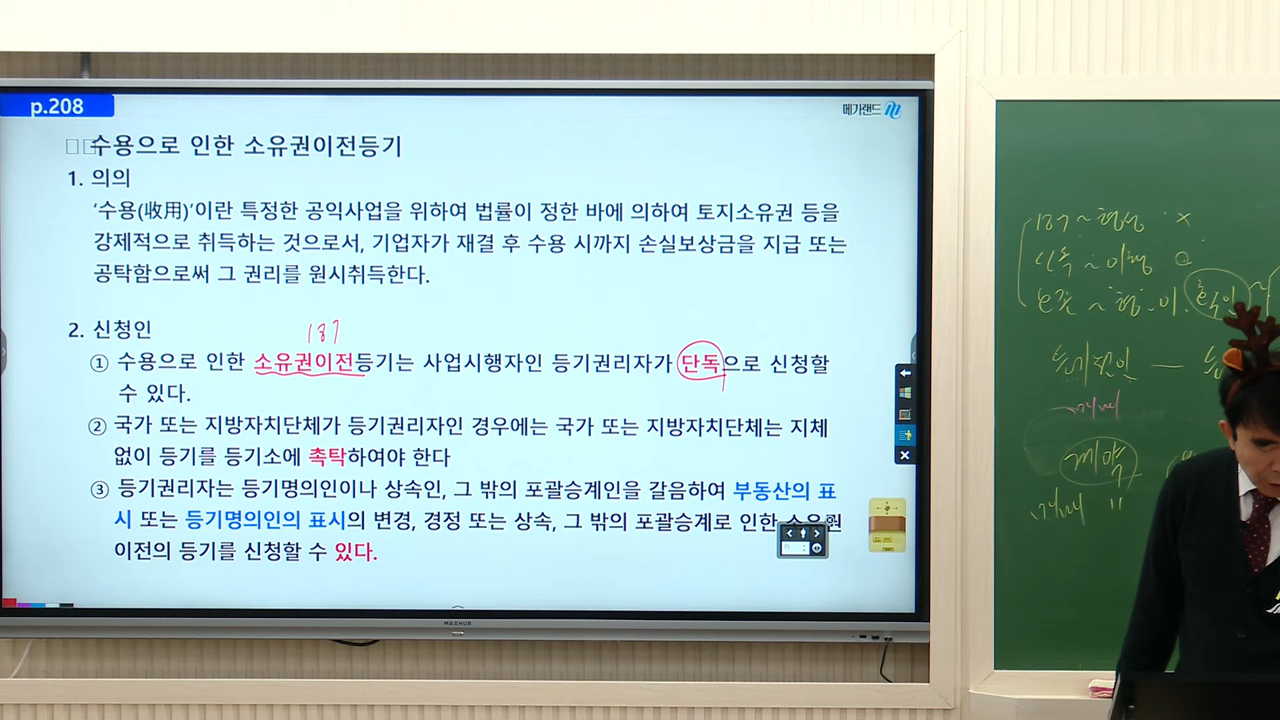 p.208
메가랜드
수용으로 인한 소유권이전등기
1. 의의
‘수용(收用)’이란 특정한 공익사업을 위하여 법률이 정한 바에 의하여 토지소유권 등을
강제적으로 취득하는 것으로서, 기업자가 재결 후 수용 시까지 손실보상금을 지급 또는
공탁함으로써 그 권리를 원시취득한다.
2. 신청인
187
① 수용으로 인한 소유권이전등기는 사업시행자인 등기권리자가 단독으로 신청할
수 있다.
② 국가 또는 지방자치단체가 등기권리자인 경우에는 국가 또는 지방자치단체는 지체
없이 등기를 등기소에 촉탁하여야 한다
③ 등기권리자는 등기명의인이나 상속인, 그 밖의 포괄승계인을 갈음하여 부동산의 표
시 또는 등기명의인의 표시의 변경, 경정 또는 상속, 그 밖의 포괄승계로 인한 소유권
이전의 등기를 신청할 수 있다.
MAXHUB
187 ~ 형성 ×
단독 ~ 이행
계약